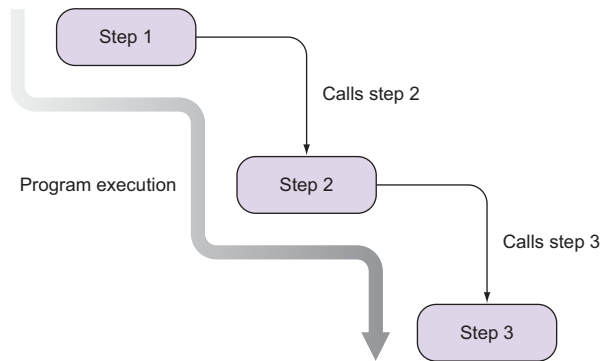 Step 1
Calls step 2
Program execution
Step 2
Calls step 3
Step 3